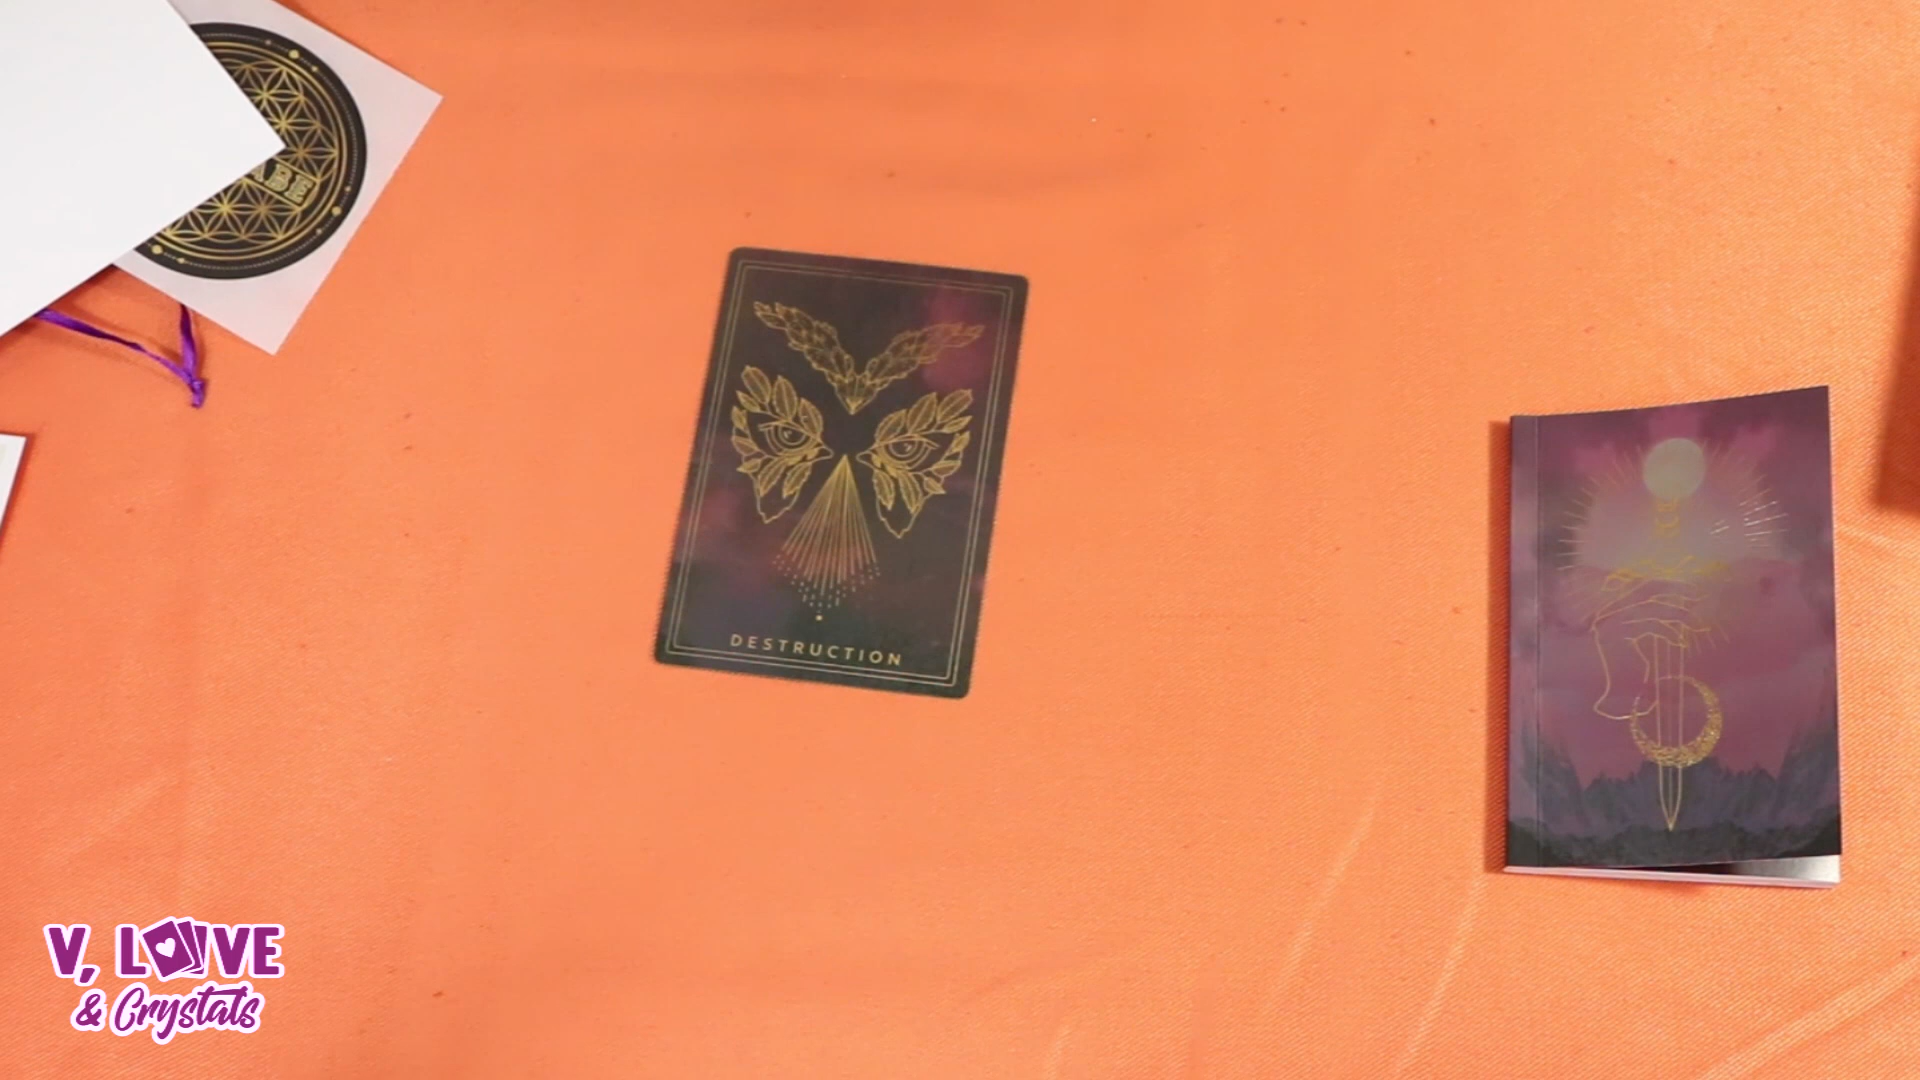 DESTRUCTION
V, LOVE
& Crystals